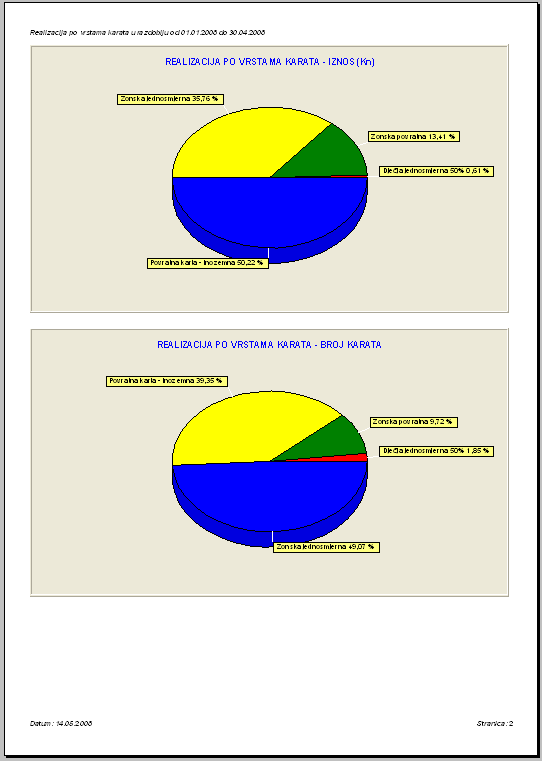 Realizacija po vrstama karata u razdoblju od 01.01.2008 do 30.04.2008
REALIZACIJA PO VRSTAMA KARATA - IZNOS (Kn)
Zonska jednosmjerna 35,76 %
Zonska povratna 13,41 %
Dječja jednosmjerna 50% 0,61 %
Povratna karta - inozemna 50,22 %
REALIZACIJA PO VRSTAMA KARATA - BROJ KARATA
Povratna karta - inozemna 39,35 %
Zonska povratna 9,72 %
Dječja jednosmjerna 50% 1,85 %
Zonska jednosmjerna 49,07 %
Datum: 14.05.2008
Stranica: 2